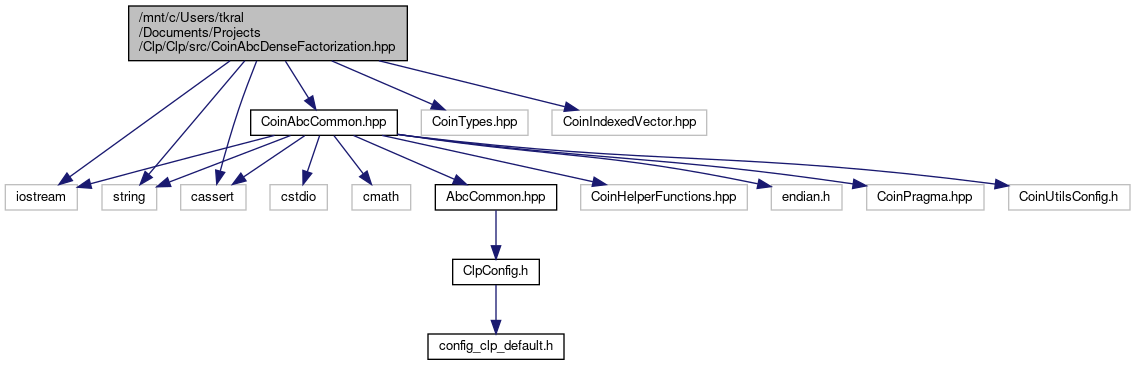 /mnt/c/Users/tkral
/Documents/Projects
/Clp/Clp/src/CoinAbcDenseFactorization.hpp
CoinAbcCommon.hpp
CoinTypes.hpp
CoinIndexedVector.hpp
iostream
string
cassert
cstdio
cmath
AbcCommon.hpp
CoinHelperFunctions.hpp
endian.h
CoinPragma.hpp
CoinUtilsConfig.h
ClpConfig.h
config_clp_default.h